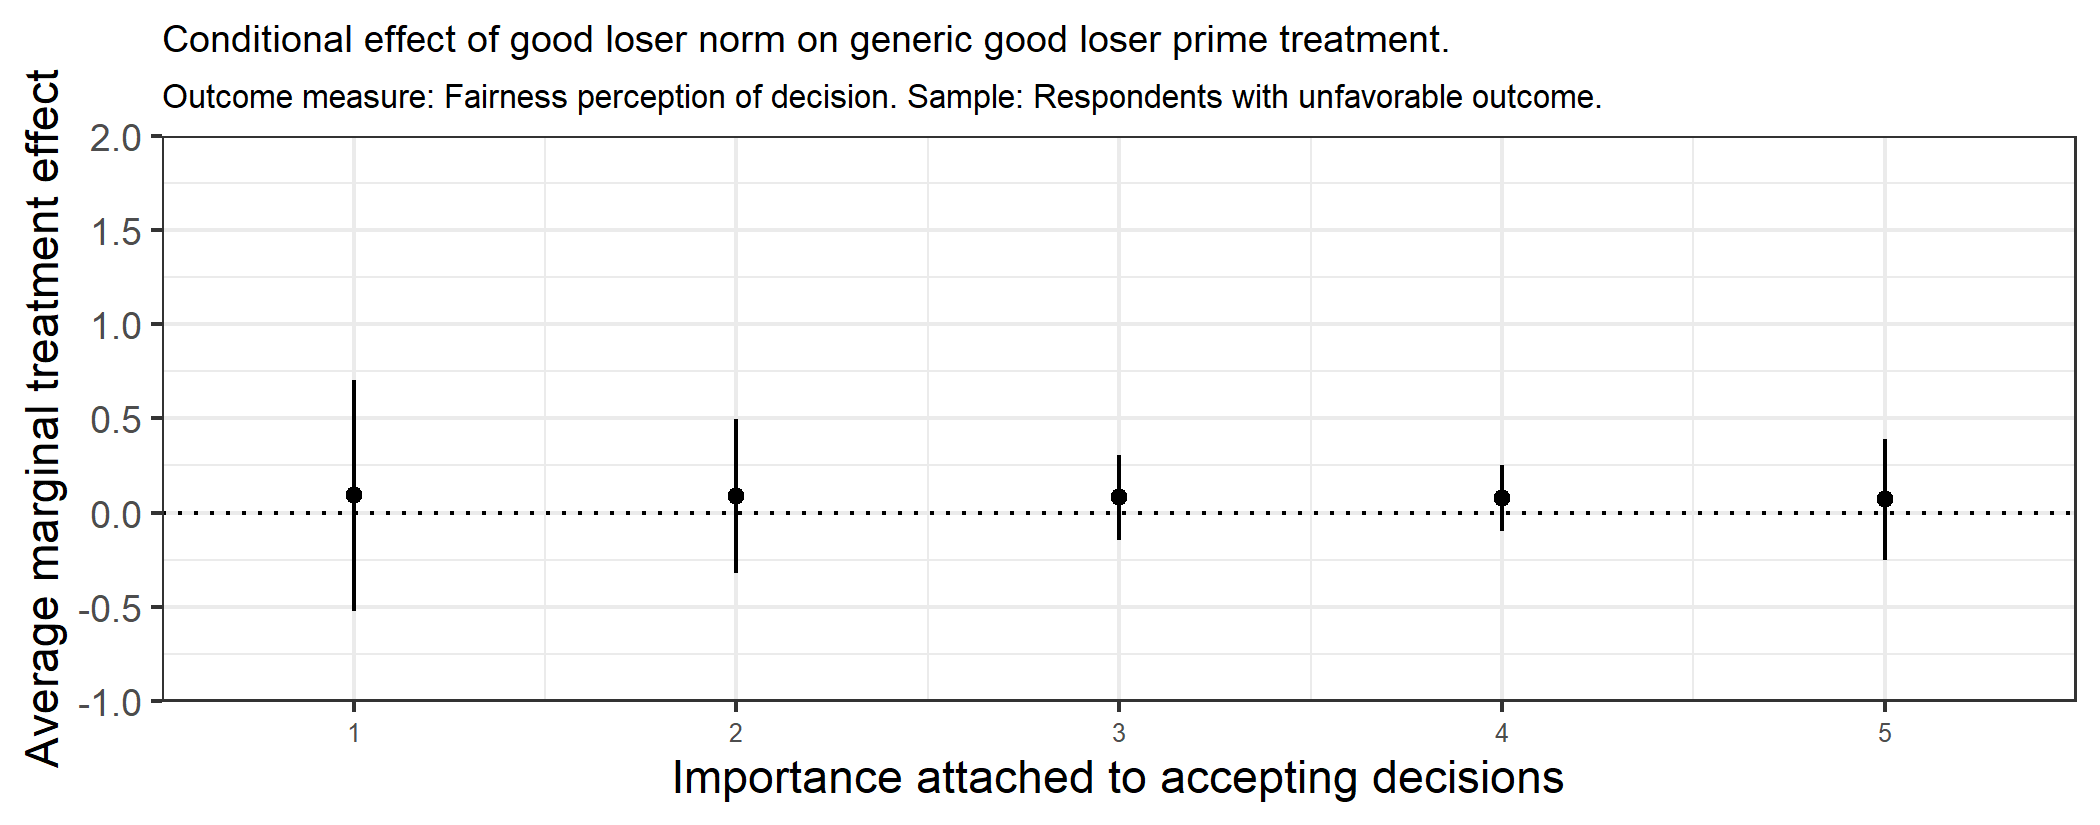 Conditional effect of good loser norm on generic good loser prime treatment.
Outcome measure: Fairness perception of decision. Sample: Respondents with unfavorable outcome.
Average marginal treatment effect
2.0
1.5
1.0
0.5
0.0
-0.5
-1.0
1 2 3 4 5
Importance attached to accepting decisions